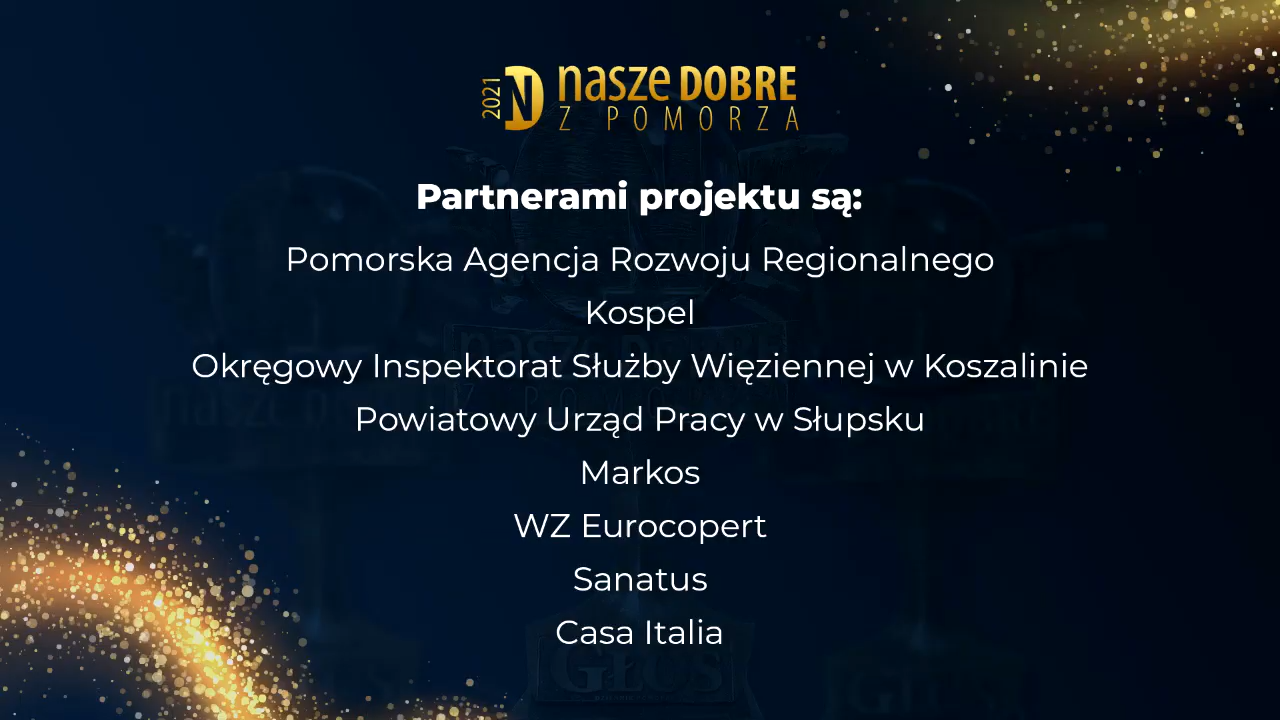 2021 N nasze DOBRE
Z POMORZA
Partnerami projektu są:
Pomorska Agencja Rozwoju Regionalnego
Kospel
Okręgowy Inspektorat Służby Więziennej w Koszalinie
Powiatowy Urząd Pracy w Słupsku
Markos
WZ Eurocopert
Sanatus
Casa Italia
GŁOS